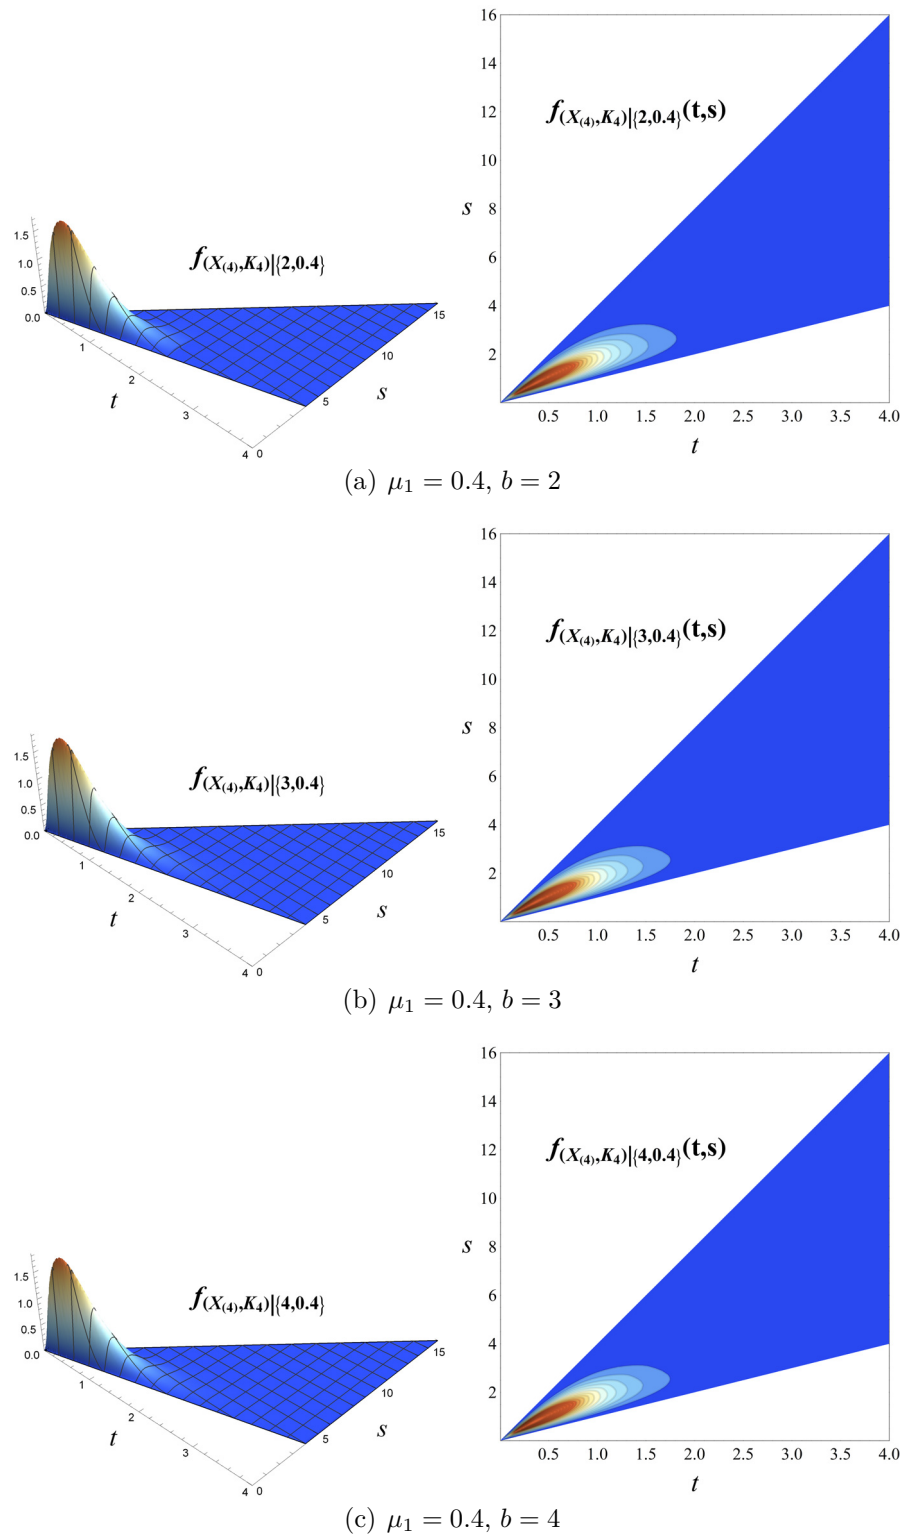 16
14
12
10
8
6
4
2
s
f(X(4),K4)|{2,0.4}(t,s)
0.5 1.0 1.5 2.0 2.5 3.0 3.5 4.0
t
1.5
1.0
0.5
0.0
f(X(4),K4)|{2,0.4}
1
2
3
4
t
0
5
10
15
s
(a) μ1 = 0.4, b = 2
16
14
12
10
8
6
4
2
s
f(X(4),K4)|{3,0.4}(t,s)
0.5 1.0 1.5 2.0 2.5 3.0 3.5 4.0
t
1.5
1.0
0.5
0.0
f(X(4),K4)|{3,0.4}
1
2
3
4
t
0
5
10
15
s
(b) μ1 = 0.4, b = 3
16
14
12
10
8
6
4
2
s
f(X(4),K4)|{4,0.4}(t,s)
0.5 1.0 1.5 2.0 2.5 3.0 3.5 4.0
t
1.5
1.0
0.5
0.0
f(X(4),K4)|{4,0.4}
1
2
3
4
t
0
5
10
15
s
(c) μ1 = 0.4, b = 4